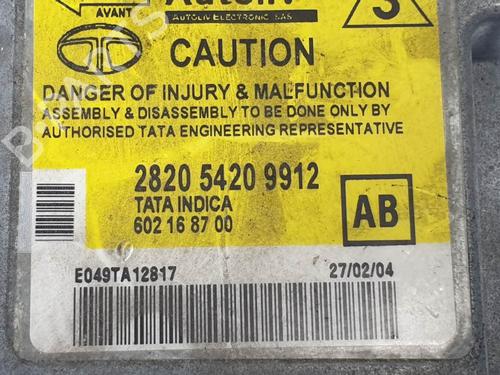 AVANT
Autoliv
AUTOLIV ELECTRONIC SAS
3
CAUTION
DANGER OF INJURY & MALFUNCTION
ASSEMBLY & DISASSEMBLY TO BE DONE ONLY BY
AUTHORISED TATA ENGINEERING REPRESENTATIVE
2820 5420 9912
TATA INDICA
602 16 87 00
AB
E049TA12817
27/02/04